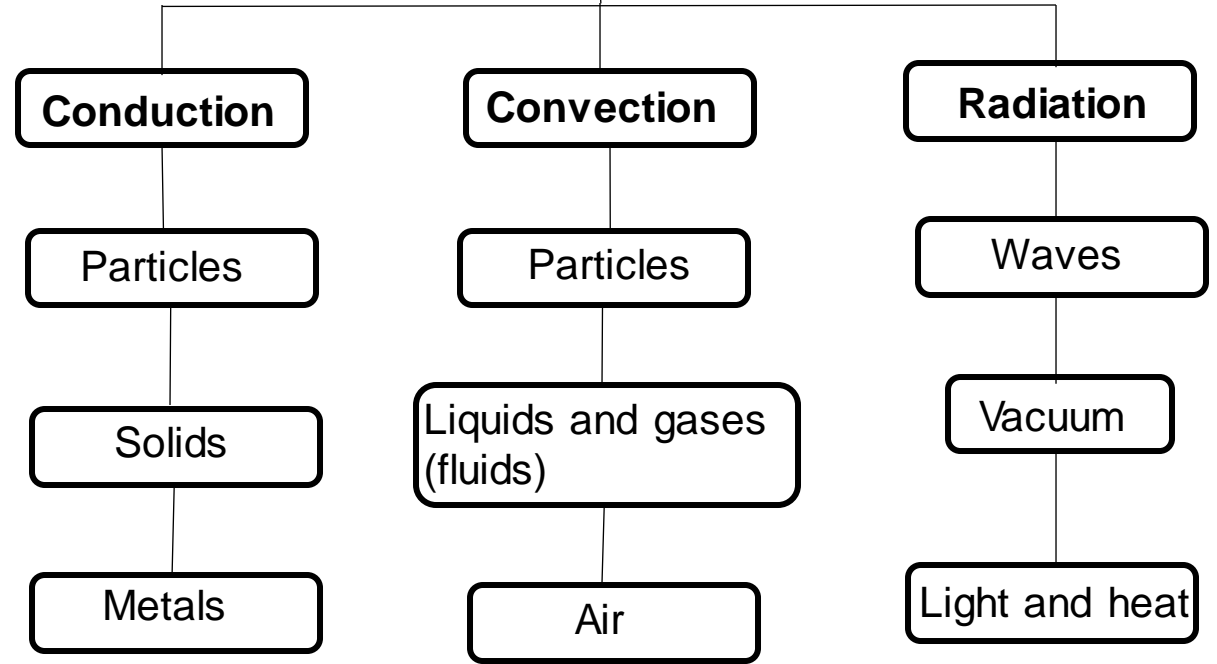 Conduction
Convection
Radiation
Particles
Particles
Waves
Solids
Liquids and gases
(fluids)
Vacuum
Metals
Air
Light and heat